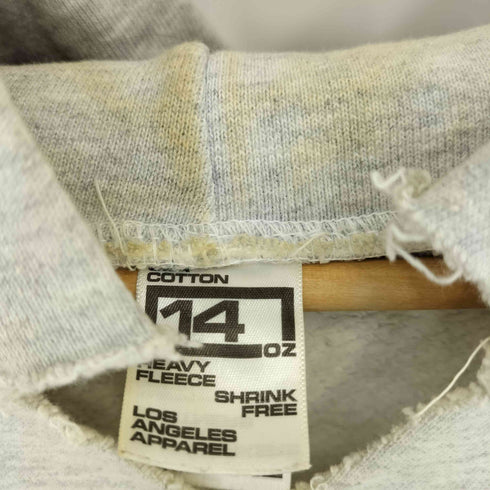 COTTON
14
OZ
HEAVY
FLEECE
SHRINK
FREE
LOS
ANGELES
APPAREL